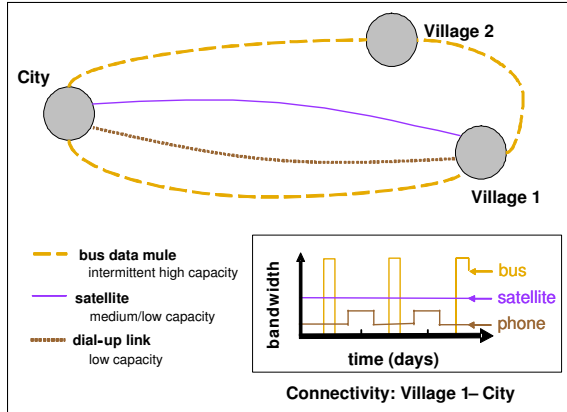 Village 2
City
Village 1
bus data mule
intermittent high capacity
satellite
medium/low capacity
dial-up link
low capacity
bandwidth
bus
satellite
phone
time (days)
Connectivity: Village 1– City